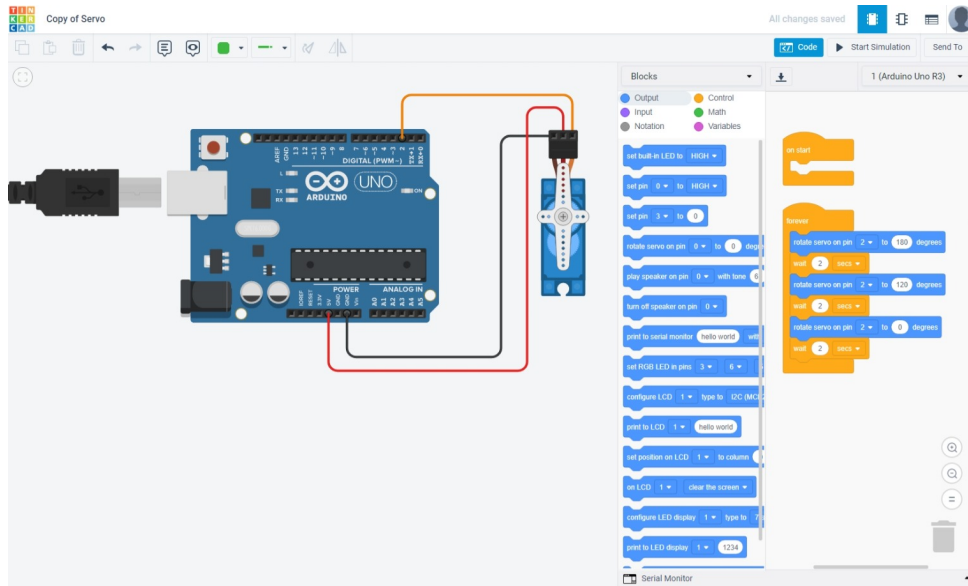 TINKERCAD
Copy of Servo
All changes saved
Code
Start Simulation
Send To
Blocks
1 (Arduino Uno R3)
Output
Control
Input
Math
Notation
Variables
set built-in LED to HIGH
set pin 0 to HIGH
set pin 3 to 0
rotate servo on pin 0 to 0 degre
play speaker on pin 0 with tone 6
turn off speaker on pin 0
print to serial monitor hello world wit
set RGB LED in pins 3 6
configure LCD 1 type to I2C (MC
print to LCD 1 hello world
set position on LCD 1 to column
on LCD 1 clear the screen
configure LED display 1 type to 7
print to LED display 1 1234
Serial Monitor
on start
forever
rotate servo on pin 2 to 180 degrees
wait 2 secs
rotate servo on pin 2 to 120 degrees
wait 2 secs
rotate servo on pin 2 to 0 degrees
wait 2 secs
AREF
GND
13
12
~11
~10
~9
8
7
~6
~5
4
~3
2
TX→1
RX←0
DIGITAL (PWM~)
L
TX
RX
UNO
ON
ARDUINO
POWER
ANALOG IN
IOREF
RESET
3.3V
5V
GND
GND
Vin
A0
A1
A2
A3
A4
A5